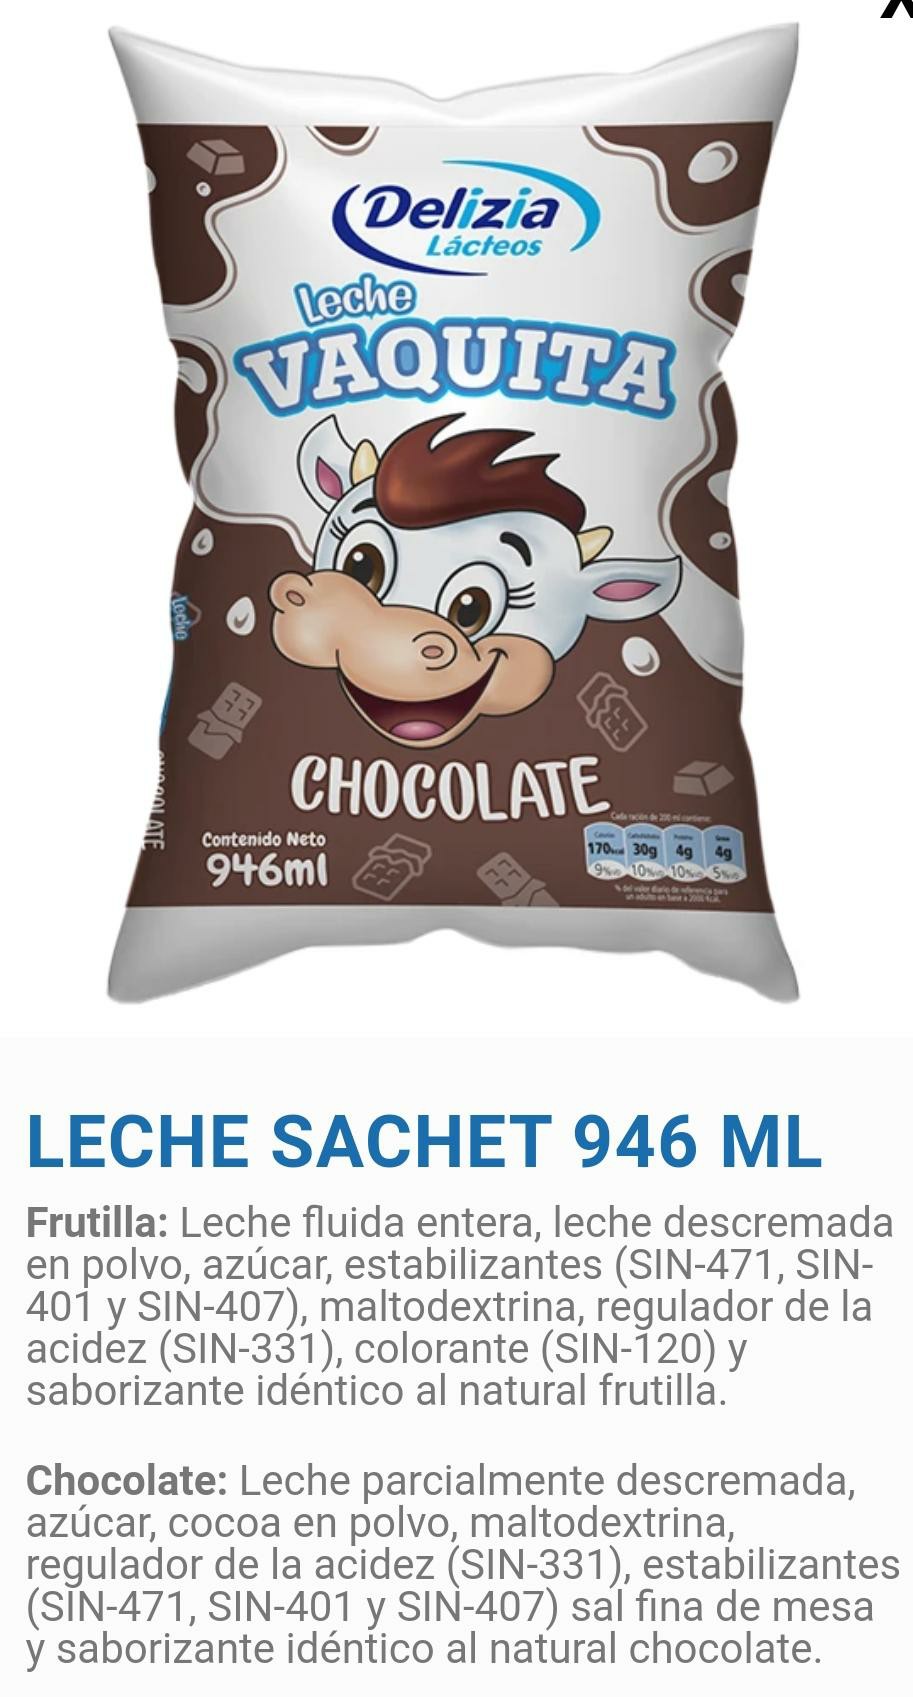 Delizia
Lácteos
Leche
VAQUITA
Leche
CHOCOLATE
CHOCOLATE
Cada ración de 200 ml contiene:
Contenido Neto
946ml
Calorías Carbohidratos Proteína Grasa
170kcal 30g 4g 4g
9%VD 10%VD 10%VD 5%VD
% del valor diario de referencia para
un adulto en base a 2000 Kcal.
LECHE SACHET 946 ML
Frutilla: Leche fluida entera, leche descremada
en polvo, azúcar, estabilizantes (SIN-471, SIN-
401 y SIN-407), maltodextrina, regulador de la
acidez (SIN-331), colorante (SIN-120) y
saborizante idéntico al natural frutilla.
Chocolate: Leche parcialmente descremada,
azúcar, cocoa en polvo, maltodextrina,
regulador de la acidez (SIN-331), estabilizantes
(SIN-471, SIN-401 y SIN-407) sal fina de mesa
y saborizante idéntico al natural chocolate.